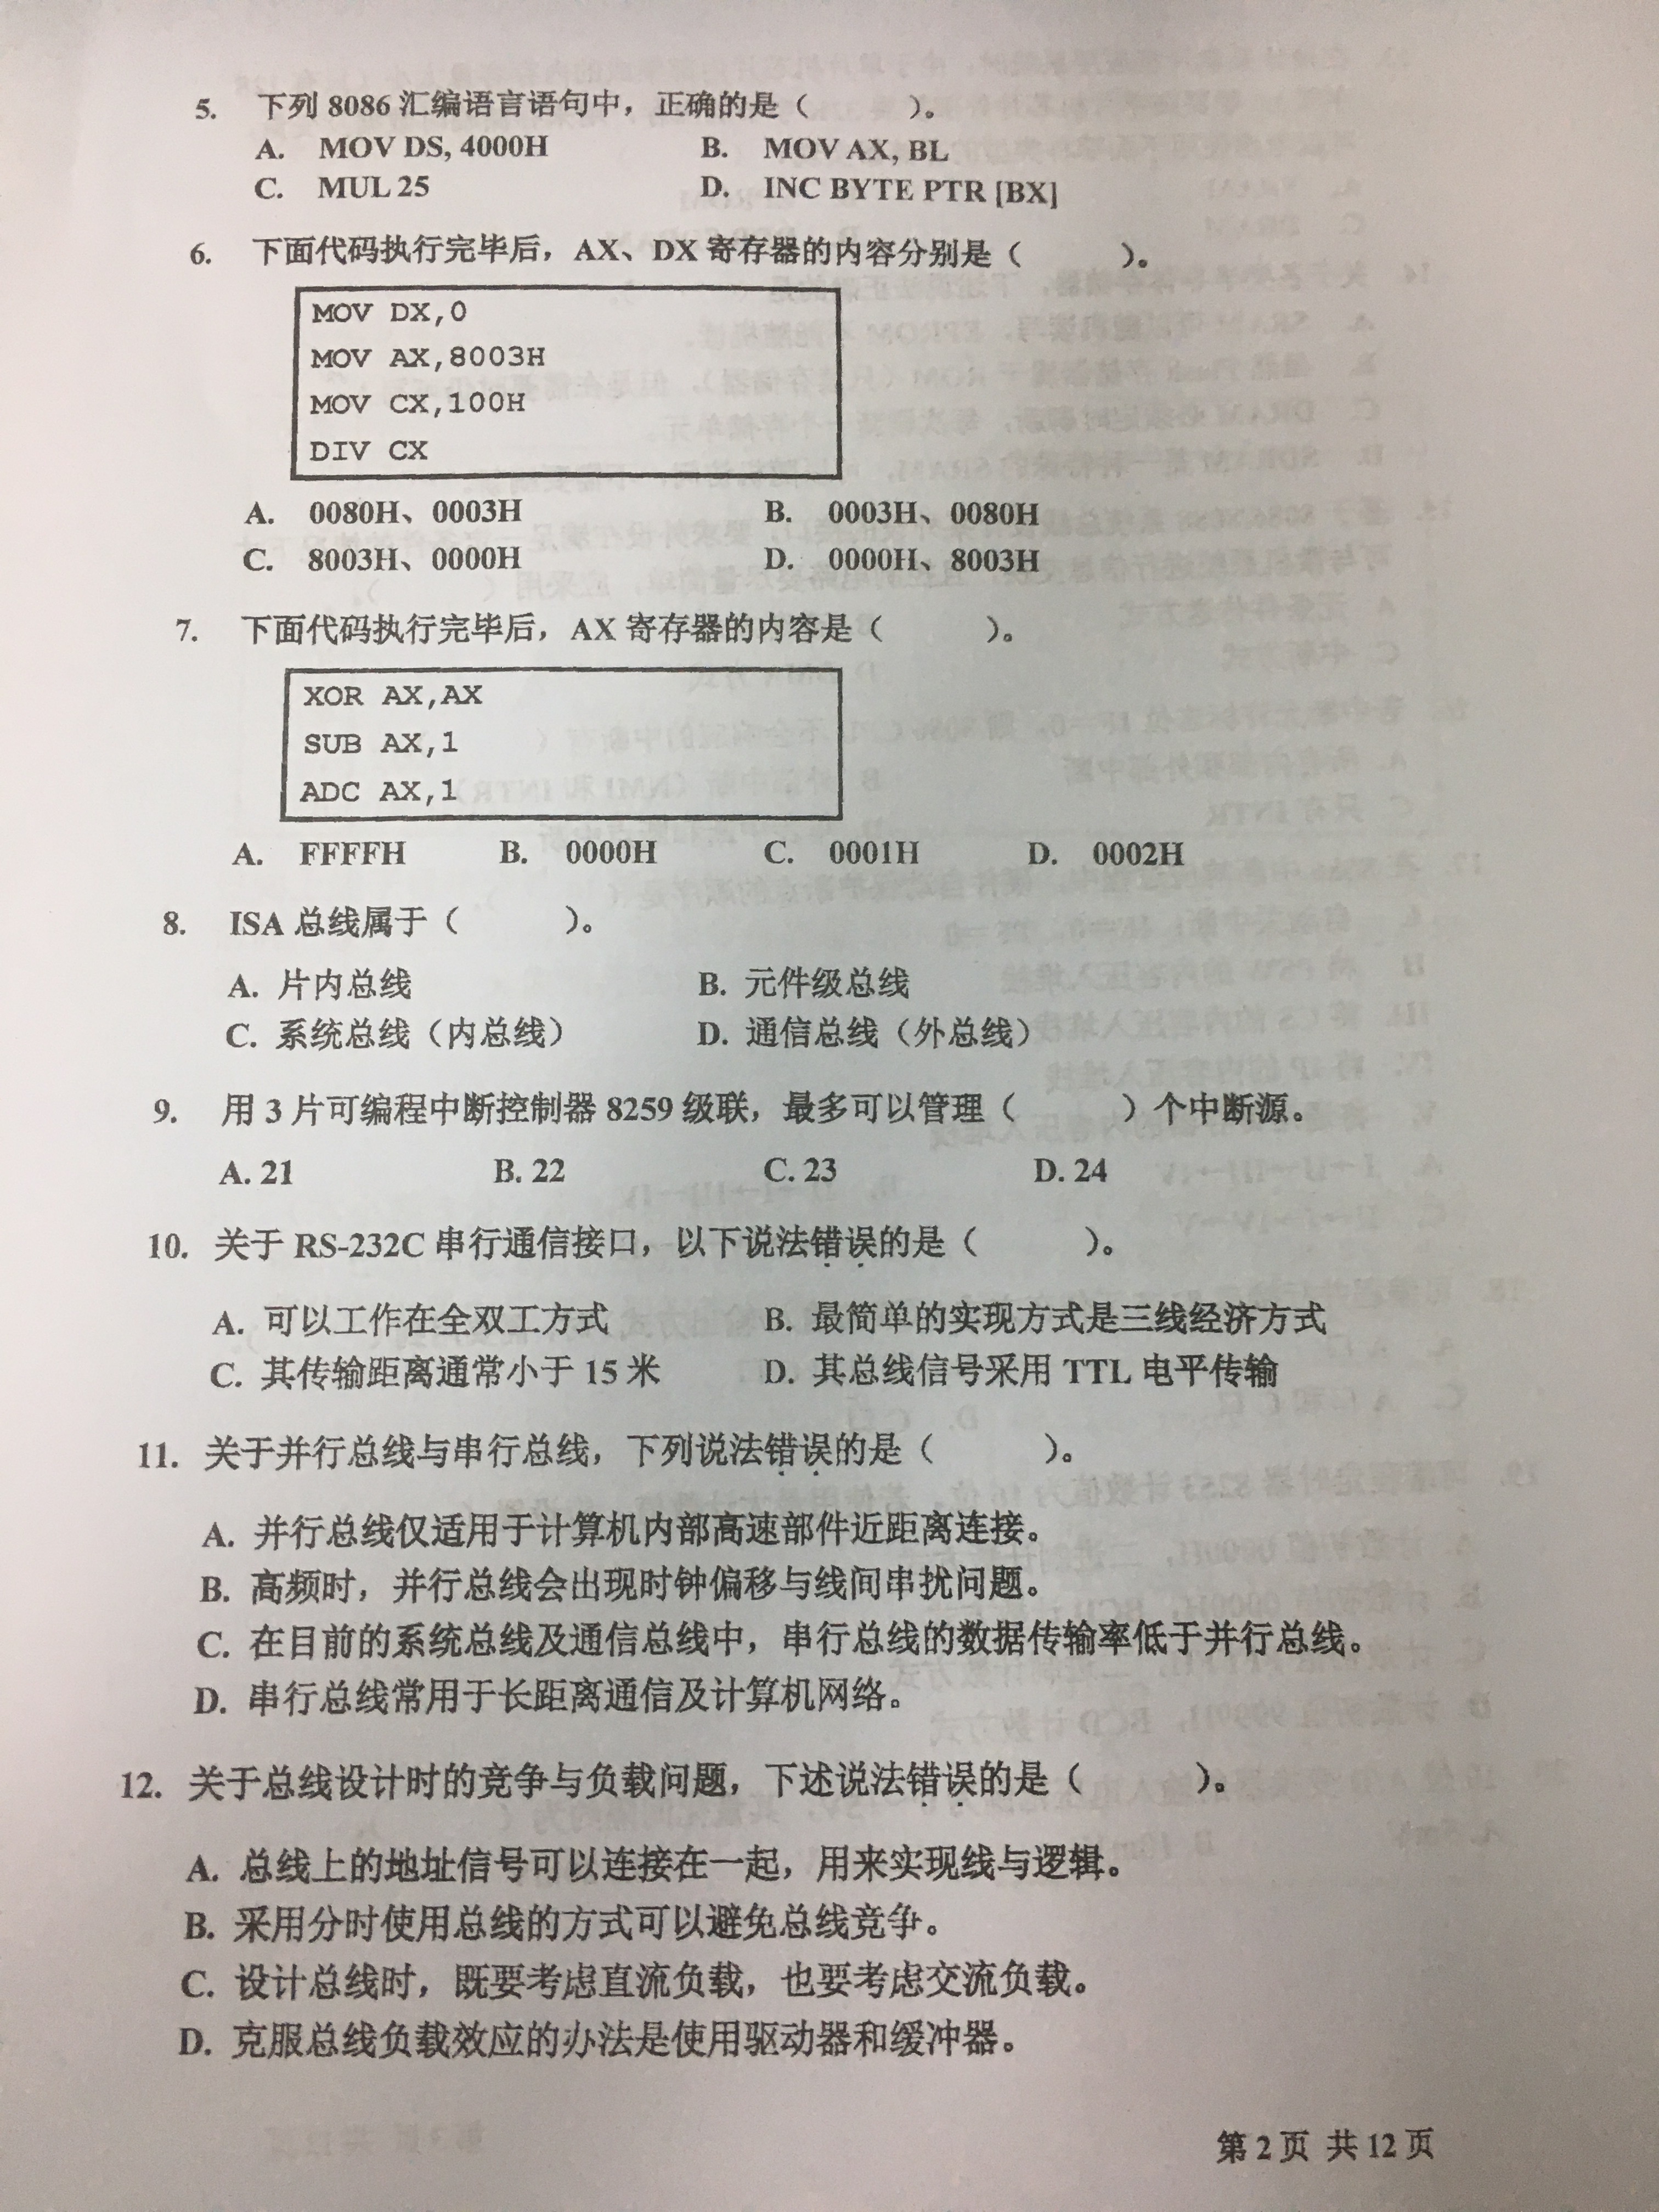 5. 下列 8086 汇编语言语句中，正确的是（ ）。
A. MOV DS, 4000H B. MOV AX, BL
C. MUL 25 D. INC BYTE PTR [BX]
6. 下面代码执行完毕后，AX、DX 寄存器的内容分别是（ ）。
MOV DX,0
MOV AX,8003H
MOV CX,100H
DIV CX
A. 0080H、0003H B. 0003H、0080H
C. 8003H、0000H D. 0000H、8003H
7. 下面代码执行完毕后，AX 寄存器的内容是（ ）。
XOR AX,AX
SUB AX,1
ADC AX,1
A. FFFFH B. 0000H C. 0001H D. 0002H
8. ISA 总线属于（ ）。
A. 片内总线 B. 元件级总线
C. 系统总线（内总线） D. 通信总线（外总线）
9. 用 3 片可编程中断控制器 8259 级联，最多可以管理（ ）个中断源。
A. 21 B. 22 C. 23 D. 24
10. 关于 RS-232C 串行通信接口，以下说法错误的是（ ）。
A. 可以工作在全双工方式 B. 最简单的实现方式是三线经济方式
C. 其传输距离通常小于 15 米 D. 其总线信号采用 TTL 电平传输
11. 关于并行总线与串行总线，下列说法错误的是（ ）。
A. 并行总线仅适用于计算机内部高速部件近距离连接。
B. 高频时，并行总线会出现时钟偏移与线间串扰问题。
C. 在目前的系统总线及通信总线中，串行总线的数据传输率低于并行总线。
D. 串行总线常用于长距离通信及计算机网络。
12. 关于总线设计时的竞争与负载问题，下述说法错误的是（ ）。
A. 总线上的地址信号可以连接在一起，用来实现线与逻辑。
B. 采用分时使用总线的方式可以避免总线竞争。
C. 设计总线时，既要考虑直流负载，也要考虑交流负载。
D. 克服总线负载效应的办法是使用驱动器和缓冲器。
第 2 页 共 12 页